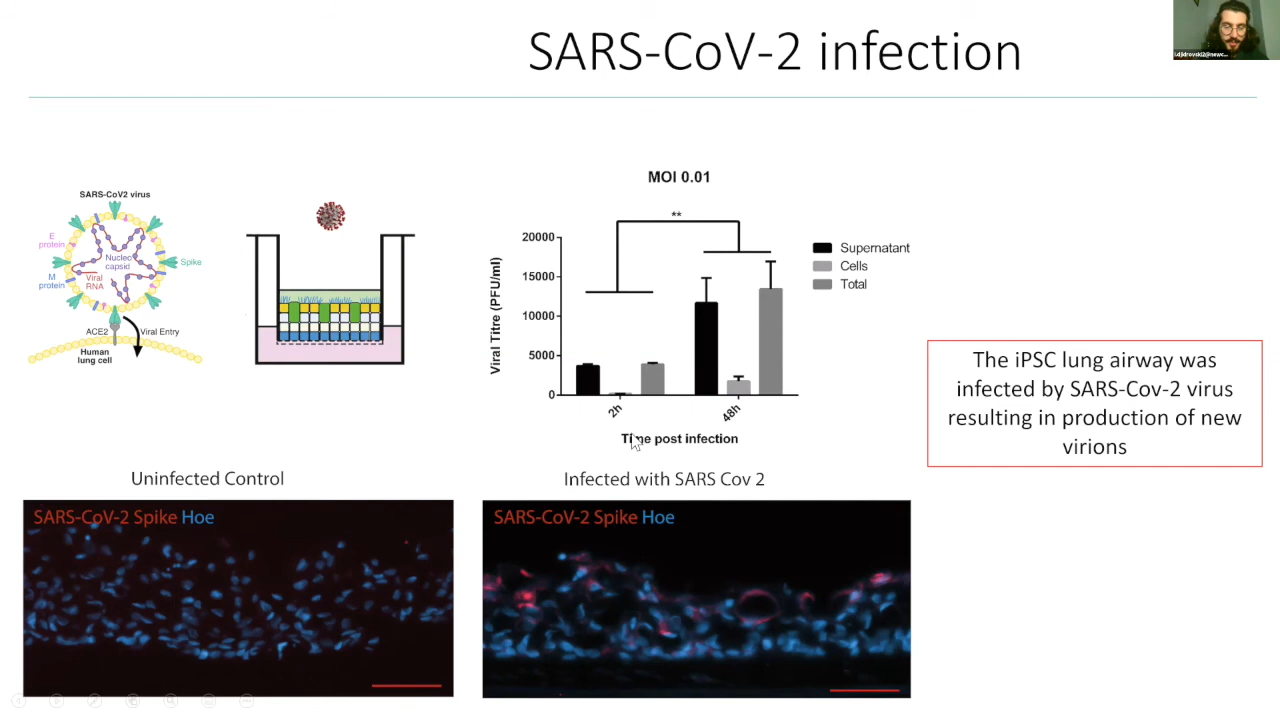 SARS-CoV-2 infection
SARS-CoV2 virus
E
protein
M
protein
Nucleo
capsid
Viral
RNA
Spike
ACE2
Viral Entry
Human
lung cell
MOI 0.01
**
Viral Titre (PFU/ml)
20000
15000
10000
5000
0
2h
48h
Time post infection
Supernatant
Cells
Total
The iPSC lung airway was
infected by SARS-Cov-2 virus
resulting in production of new
virions
Uninfected Control
SARS-CoV-2 Spike Hoe
Infected with SARS Cov 2
SARS-CoV-2 Spike Hoe